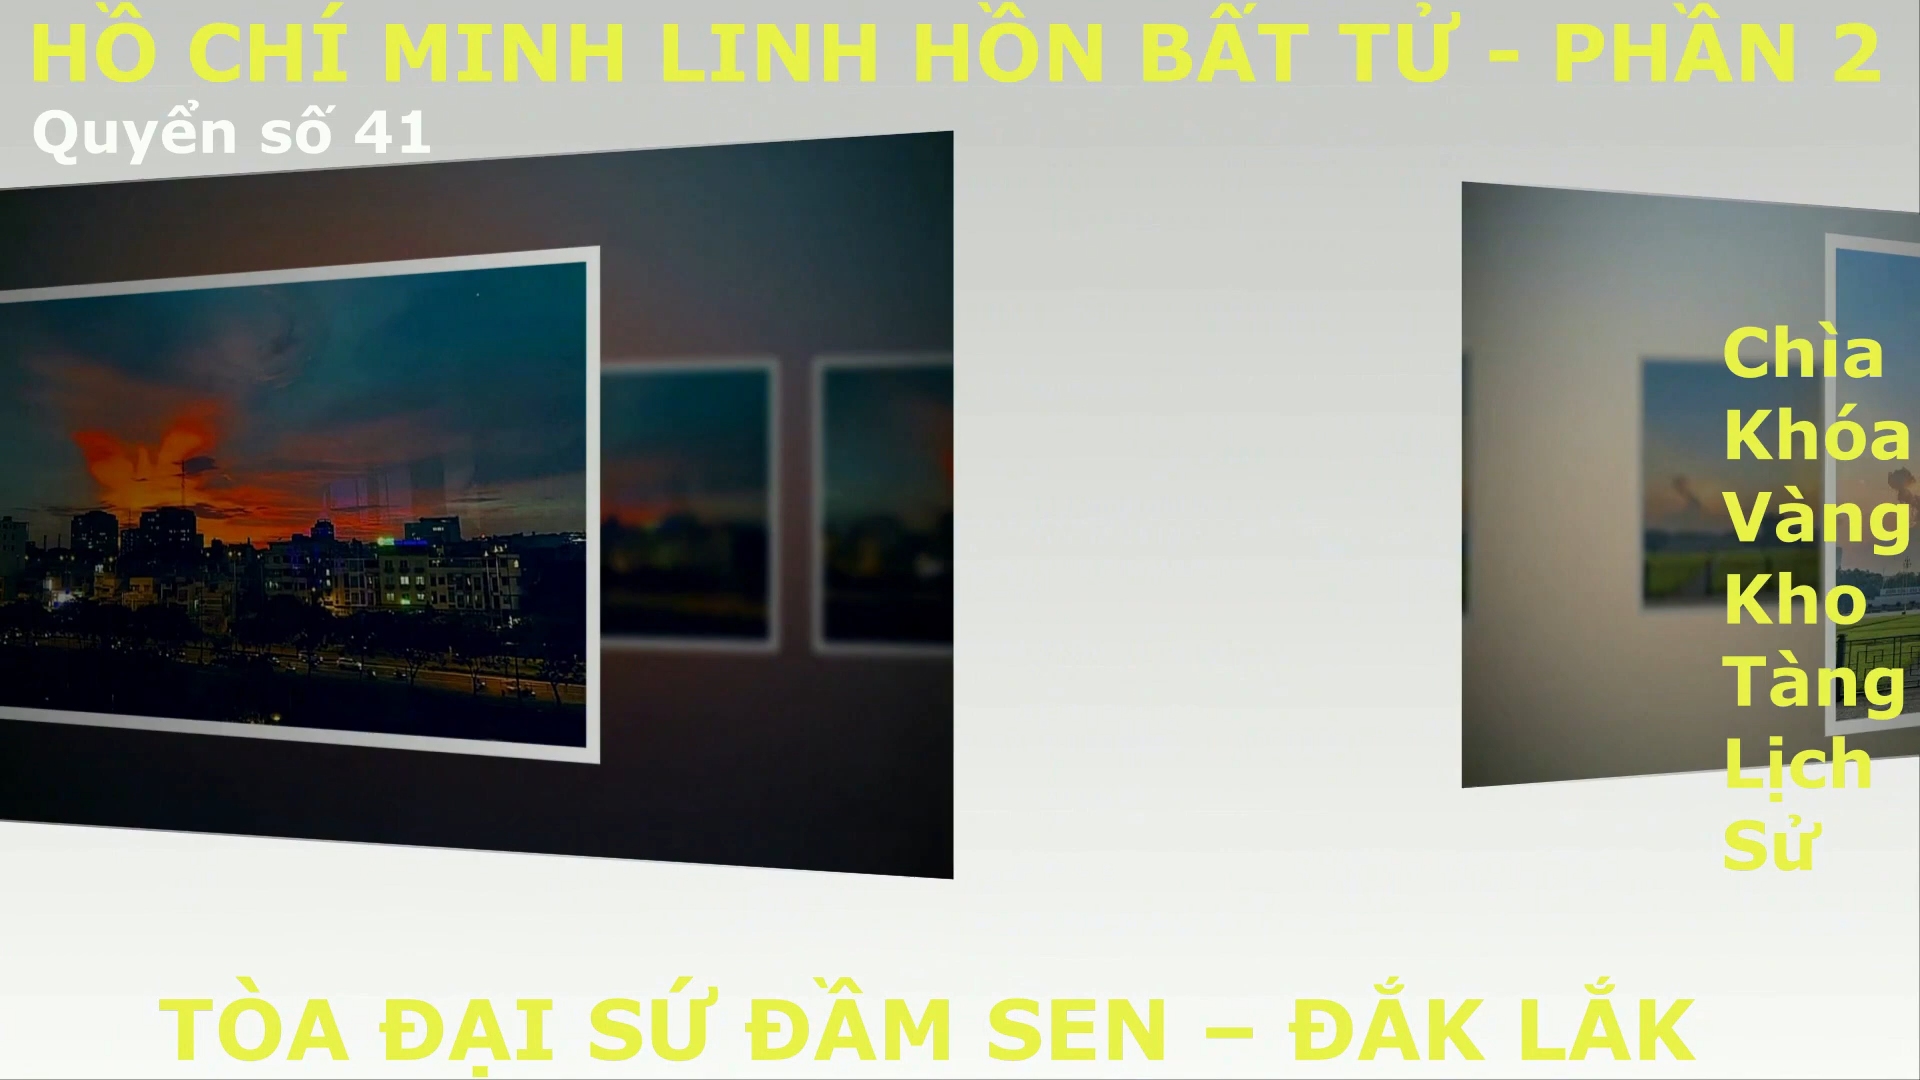 HỒ CHÍ MINH LINH HỒN BẤT TỬ - PHẦN 2
Quyển số 41
Chìa
Khóa
Vàng
Kho
Tàng
Lịch
Sử
TÒA ĐẠI SỨ ĐẦM SEN – ĐẮK LẮK